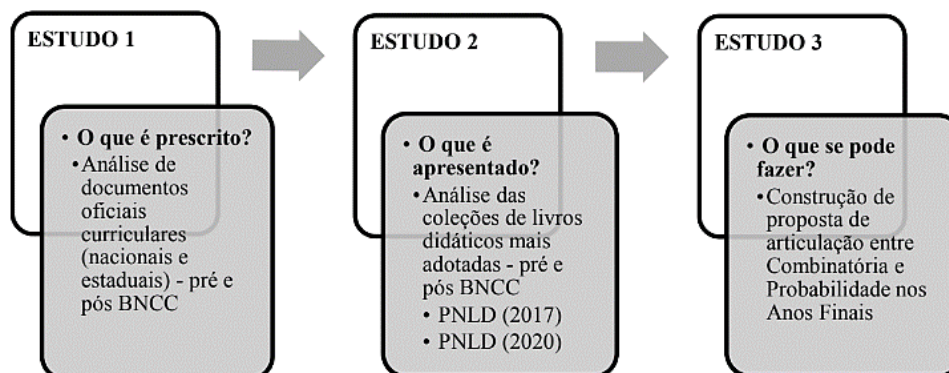 ESTUDO 1
• O que é prescrito?
•Análise de
documentos
oficiais
curriculares
(nacionais e
estaduais) - pré e
pós BNCC
ESTUDO 2
• O que é
apresentado?
•Análise das
coleções de livros
didáticos mais
adotadas - pré e
pós BNCC
• PNLD (2017)
• PNLD (2020)
ESTUDO 3
• O que se pode
fazer?
•Construção de
proposta de
articulação entre
Combinatória e
Probabilidade nos
Anos Finais